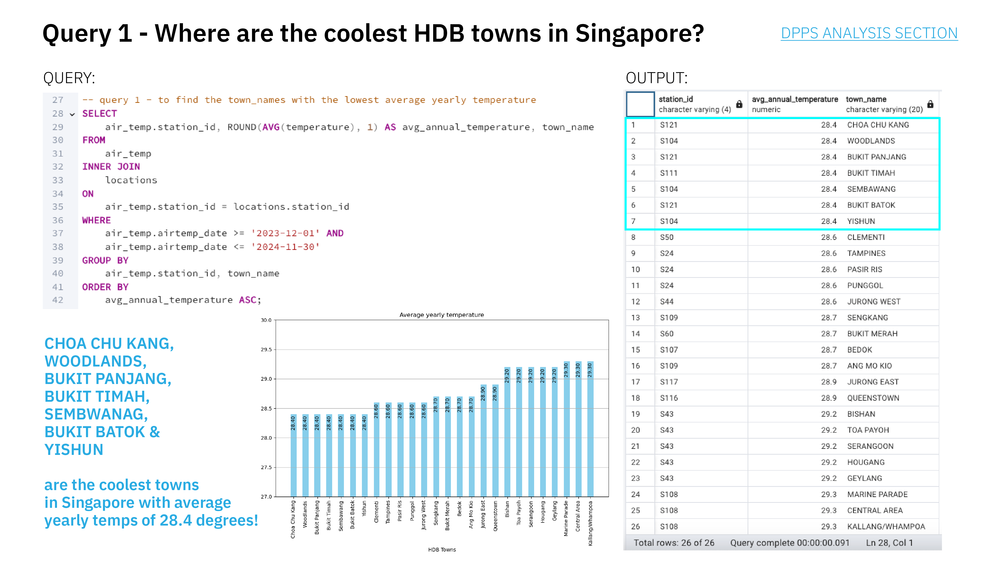 Query 1 - Where are the coolest HDB towns in Singapore?
DPPS ANALYSIS SECTION
QUERY:
27 -- query 1 - to find the town_names with the lowest average yearly temperature
28 SELECT
29 air_temp.station_id, ROUND(AVG(temperature), 1) AS avg_annual_temperature, town_name
30 FROM
31 air_temp
32 INNER JOIN
33 locations
34 ON
35 air_temp.station_id = locations.station_id
36 WHERE
37 air_temp.airtemp_date >= '2023-12-01' AND
38 air_temp.airtemp_date <= '2024-11-30'
39 GROUP BY
40 air_temp.station_id, town_name
41 ORDER BY
42 avg_annual_temperature ASC;
CHOA CHU KANG,
WOODLANDS,
BUKIT PANJANG,
BUKIT TIMAH,
SEMBWANAG,
BUKIT BATOK &
YISHUN
are the coolest towns
in Singapore with average
yearly temps of 28.4 degrees!
Average yearly temperature
30.0
29.5
29.0
28.5
28.0
27.5
27.0
28.40 28.40 28.40 28.40 28.40 28.40 28.40 28.60 28.60 28.60 28.60 28.60 28.70 28.70 28.70 28.70 28.90 28.90 29.20 29.20 29.20 29.20 29.20 29.30 29.30 29.30
Choa Chu Kang
Woodlands
Bukit Panjang
Bukit Timah
Sembawang
Bukit Batok
Yishun
Clementi
Tampines
Pasir Ris
Punggol
Jurong West
Sengkang
Bukit Merah
Bedok
Ang Mo Kio
Jurong East
Queenstown
Bishan
Toa Payoh
Serangoon
Hougang
Geylang
Marine Parade
Central Area
Kallang/Whampoa
HDB Towns
OUTPUT:
station_id avg_annual_temperature town_name
character varying (4) numeric character varying (20)
1 S121 28.4 CHOA CHU KANG
2 S104 28.4 WOODLANDS
3 S121 28.4 BUKIT PANJANG
4 S111 28.4 BUKIT TIMAH
5 S104 28.4 SEMBAWANG
6 S121 28.4 BUKIT BATOK
7 S104 28.4 YISHUN
8 S50 28.6 CLEMENTI
9 S24 28.6 TAMPINES
10 S24 28.6 PASIR RIS
11 S24 28.6 PUNGGOL
12 S44 28.6 JURONG WEST
13 S109 28.7 SENGKANG
14 S60 28.7 BUKIT MERAH
15 S107 28.7 BEDOK
16 S109 28.7 ANG MO KIO
17 S117 28.9 JURONG EAST
18 S116 28.9 QUEENSTOWN
19 S43 29.2 BISHAN
20 S43 29.2 TOA PAYOH
21 S43 29.2 SERANGOON
22 S43 29.2 HOUGANG
23 S43 29.2 GEYLANG
24 S108 29.3 MARINE PARADE
25 S108 29.3 CENTRAL AREA
26 S108 29.3 KALLANG/WHAMPOA
Total rows: 26 of 26 Query complete 00:00:00.091 Ln 28, Col 1